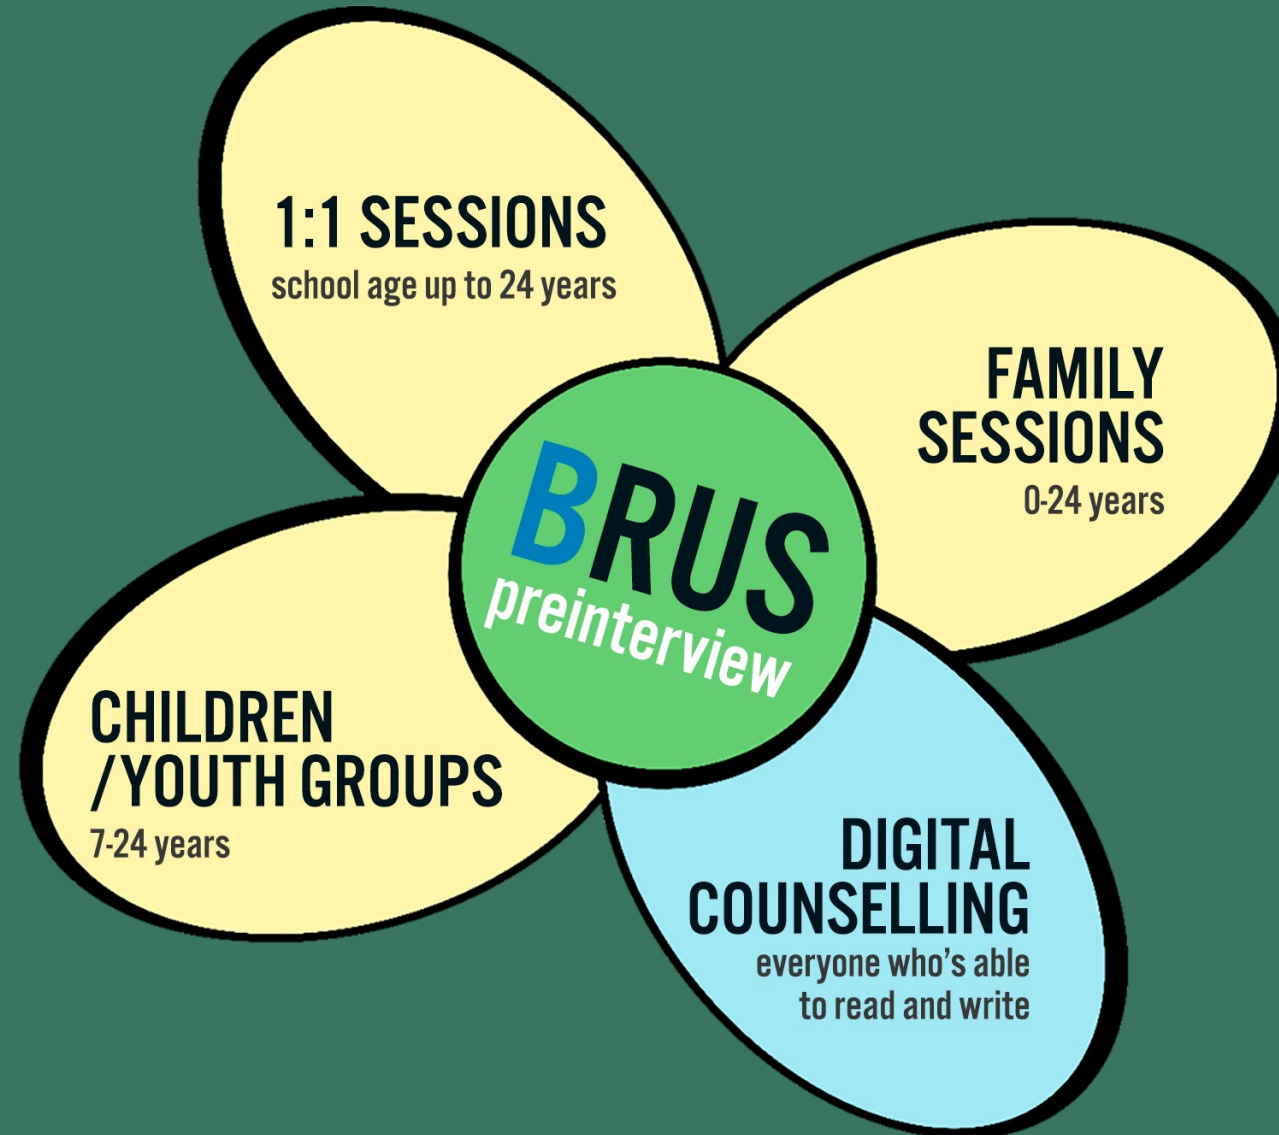 1:1 SESSIONS
school age up to 24 years
FAMILY
SESSIONS
0-24 years
BRUS
preinterview
CHILDREN
/YOUTH GROUPS
7-24 years
DIGITAL
COUNSELLING
everyone who’s able
to read and write